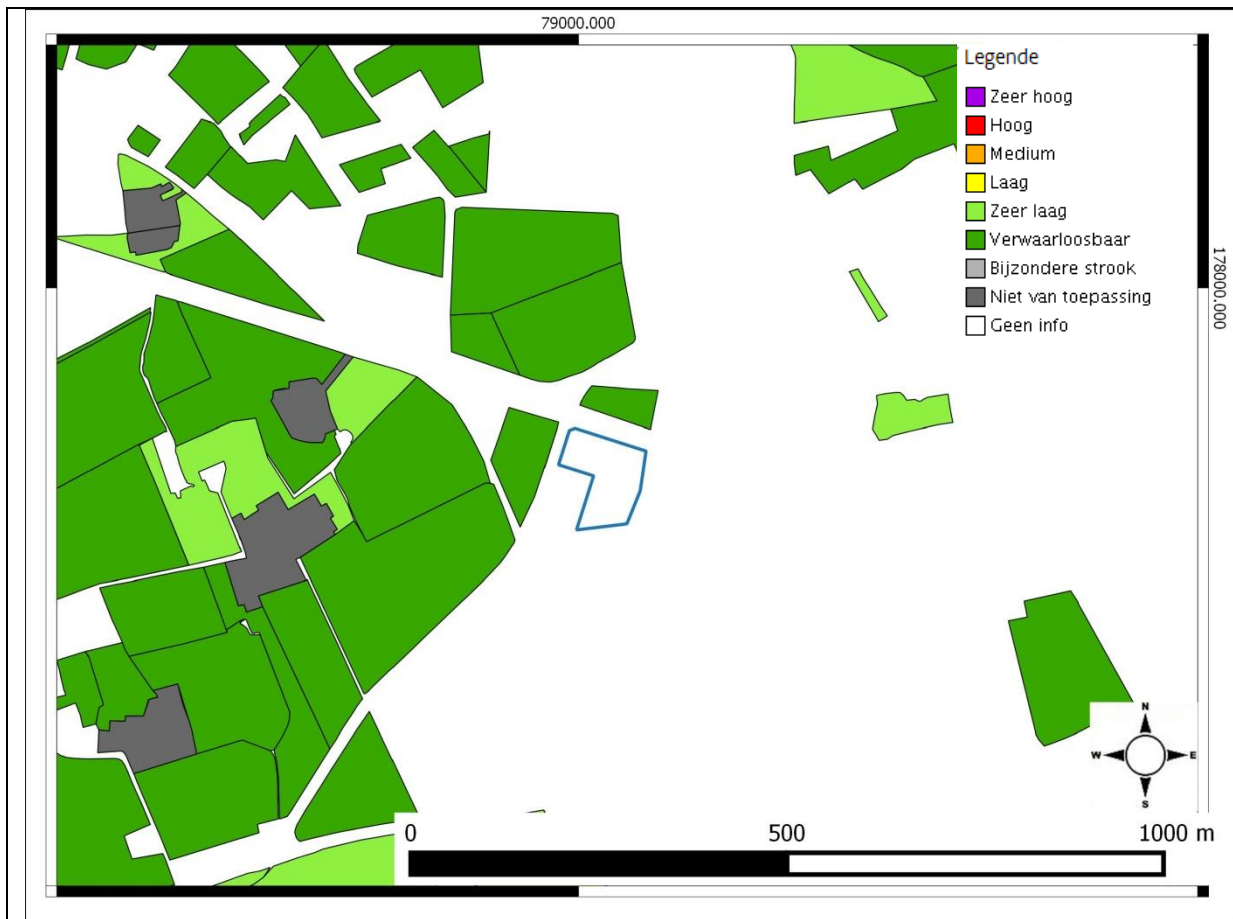 79000.000
Legende
Zeer hoog
Hoog
Medium
Laag
Zeer laag
Verwaarloosbaar
Bijzondere strook
Niet van toepassing
Geen info
178000.000
N
W E
S
0 500 1000 m